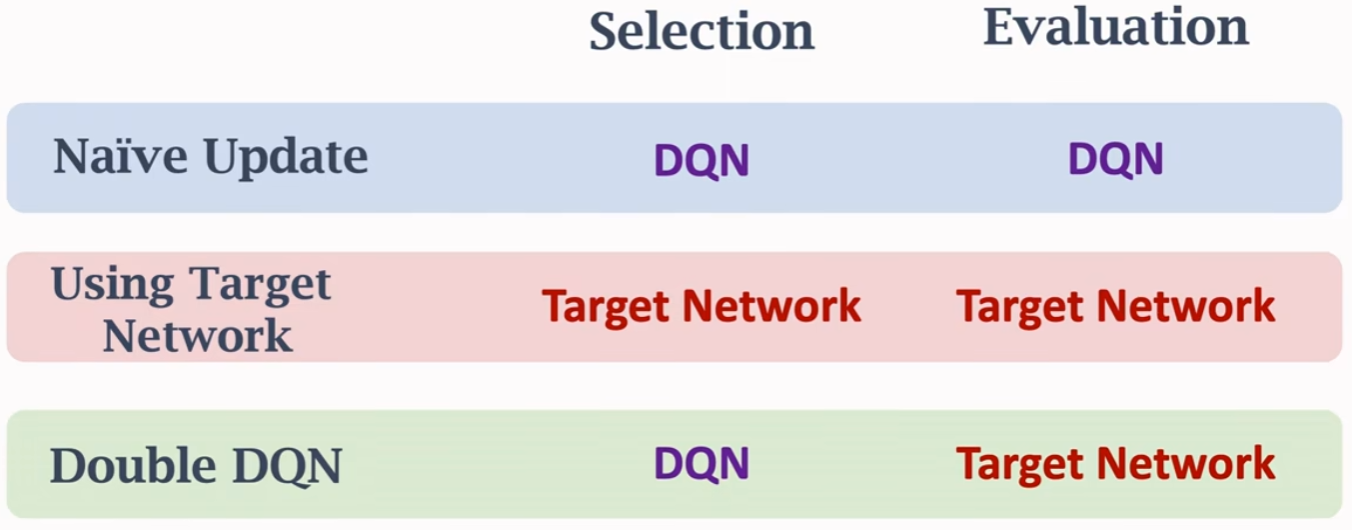 Selection Evaluation
Naïve Update DQN DQN
Using Target
Network
Target Network Target Network
Double DQN DQN Target Network